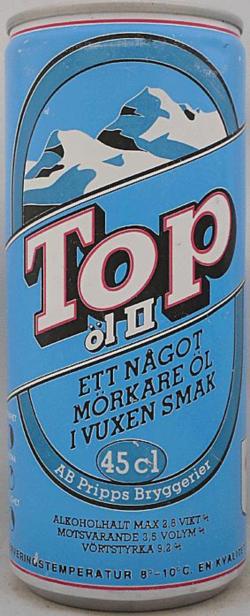 Top
öl II
ETT NÅGOT
MÖRKARE ÖL
I VUXEN SMAK
45 cl
AB Pripps Bryggerier
ALKOHOLHALT MAX 2,8 VIKT %
MOTSVARANDE 3,5 VOLYM %
VÖRTSTYRKA 9,2 %
VERINGSTEMPERATUR 8°-10°C. EN KVALITE